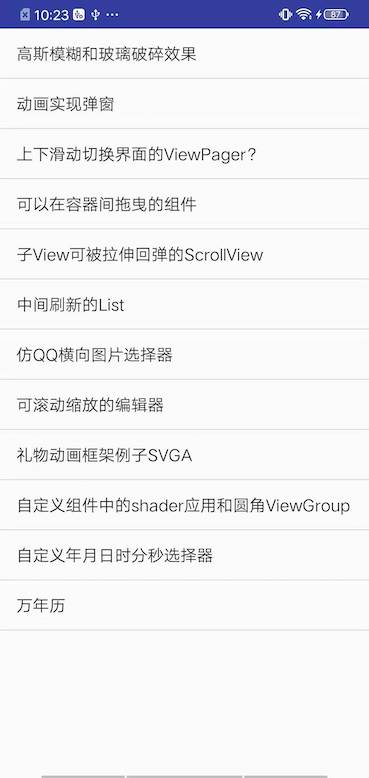 10:23 87
高斯模糊和玻璃破碎效果
动画实现弹窗
上下滑动切换界面的ViewPager?
可以在容器间拖曳的组件
子View可被拉伸回弹的ScrollView
中间刷新的List
仿QQ横向图片选择器
可滚动缩放的编辑器
礼物动画框架例子SVGA
自定义组件中的shader应用和圆角ViewGroup
自定义年月日时分秒选择器
万年历